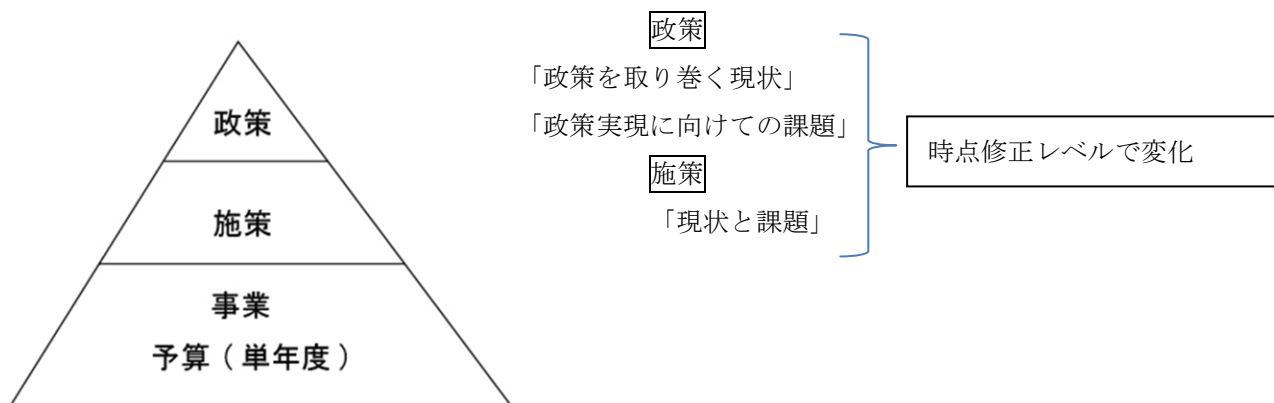 政策
施策
事業
予算（単年度）
政策
「政策を取り巻く現状」
「政策実現に向けての課題」
施策
「現状と課題」
時点修正レベルで変化